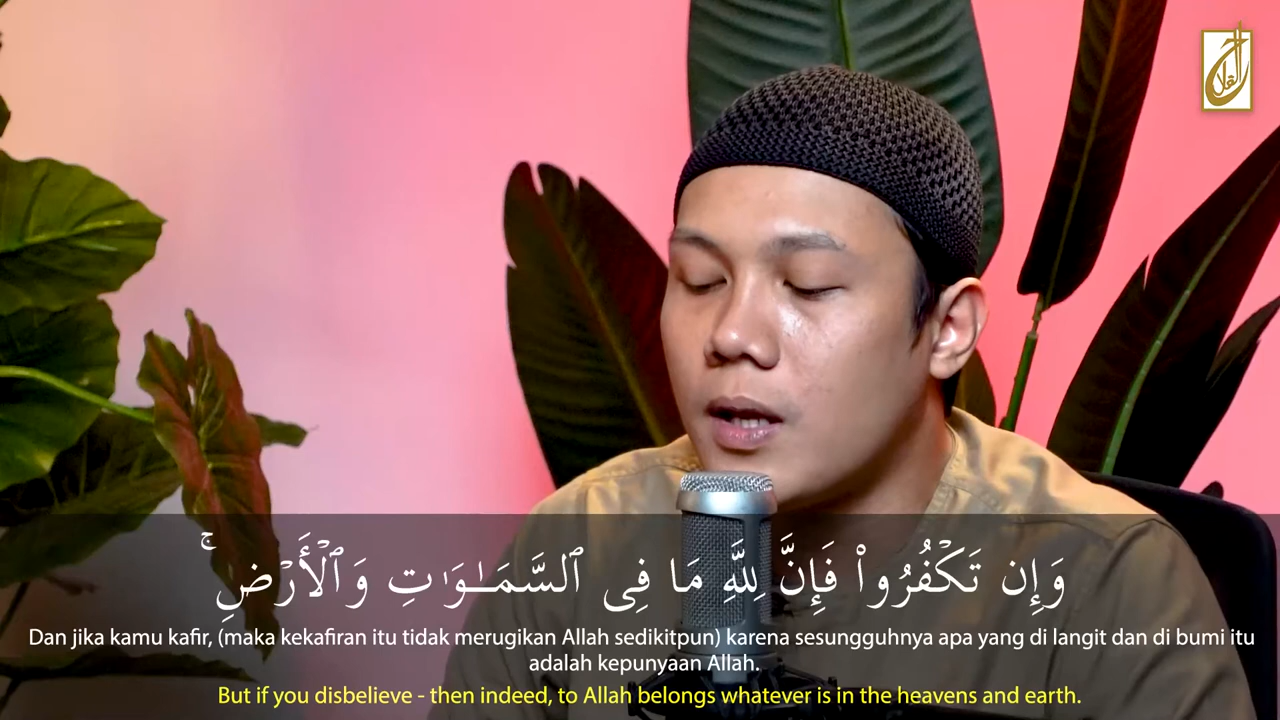 وَإِن تَكْفُرُوا۟ فَإِنَّ لِلَّهِ مَا فِى ٱلسَّمَـٰوَٰتِ وَٱلْأَرْضِ ۚ
Dan jika kamu kafir, (maka kekafiran itu tidak merugikan Allah sedikitpun) karena sesungguhnya apa yang di langit dan di bumi itu
adalah kepunyaan Allah.
But if you disbelieve - then indeed, to Allah belongs whatever is in the heavens and earth.